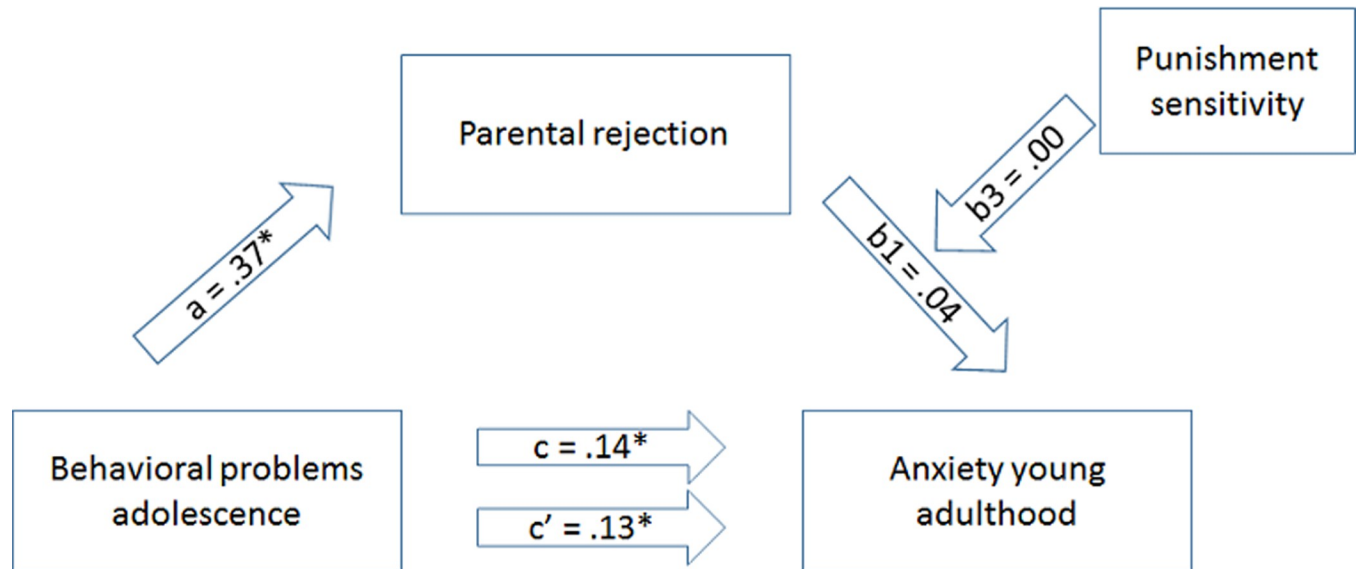 Punishment
sensitivity
Parental rejection
b3 = .00
a = .37*
b1 = .04
Behavioral problems
adolescence
c = .14*
c’ = .13*
Anxiety young
adulthood